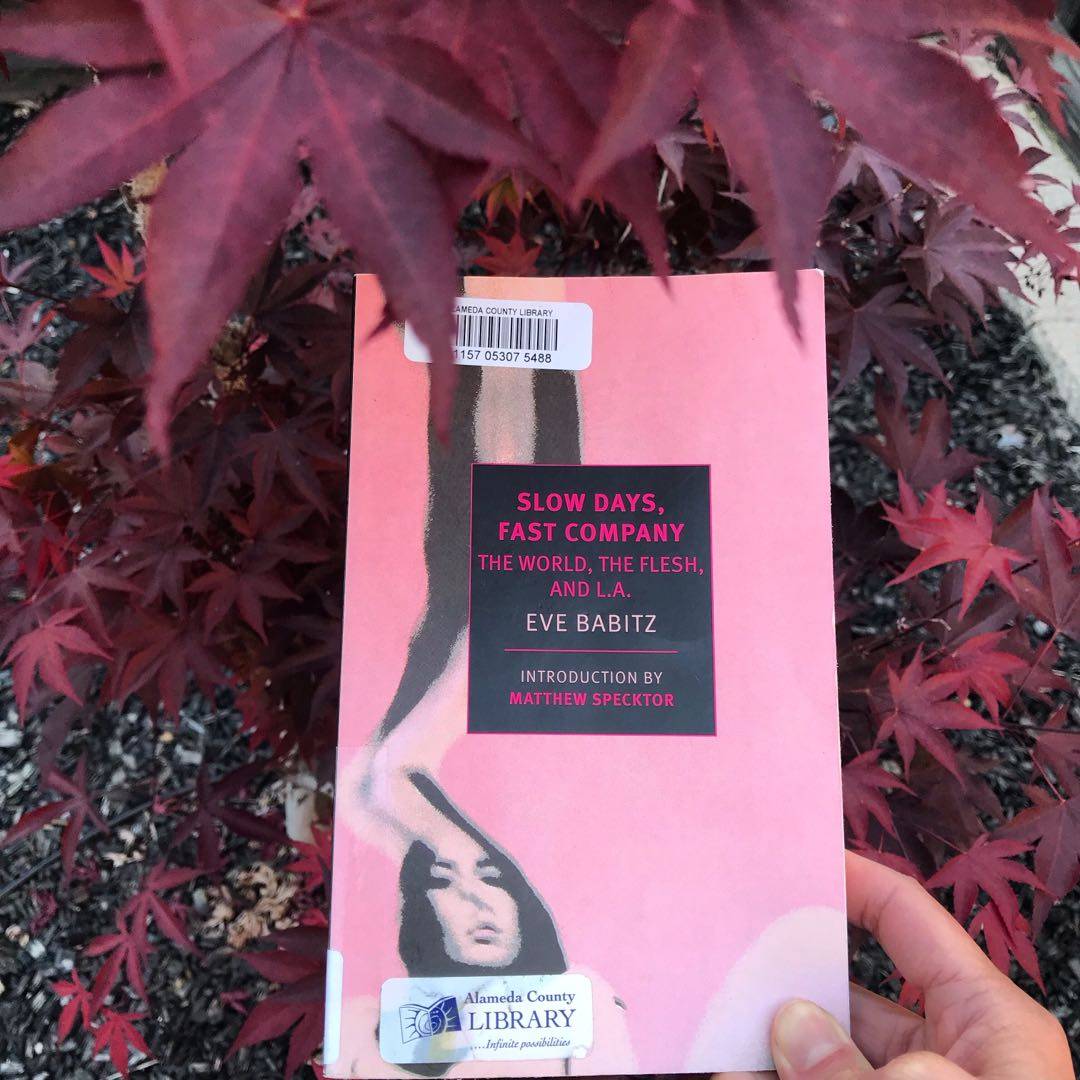 ALAMEDA COUNTY LIBRARY
1157 05307 5488
SLOW DAYS,
FAST COMPANY
THE WORLD, THE FLESH,
AND L.A.
EVE BABITZ
INTRODUCTION BY
MATTHEW SPECKTOR
Alameda County
LIBRARY
....Infinite possibilities